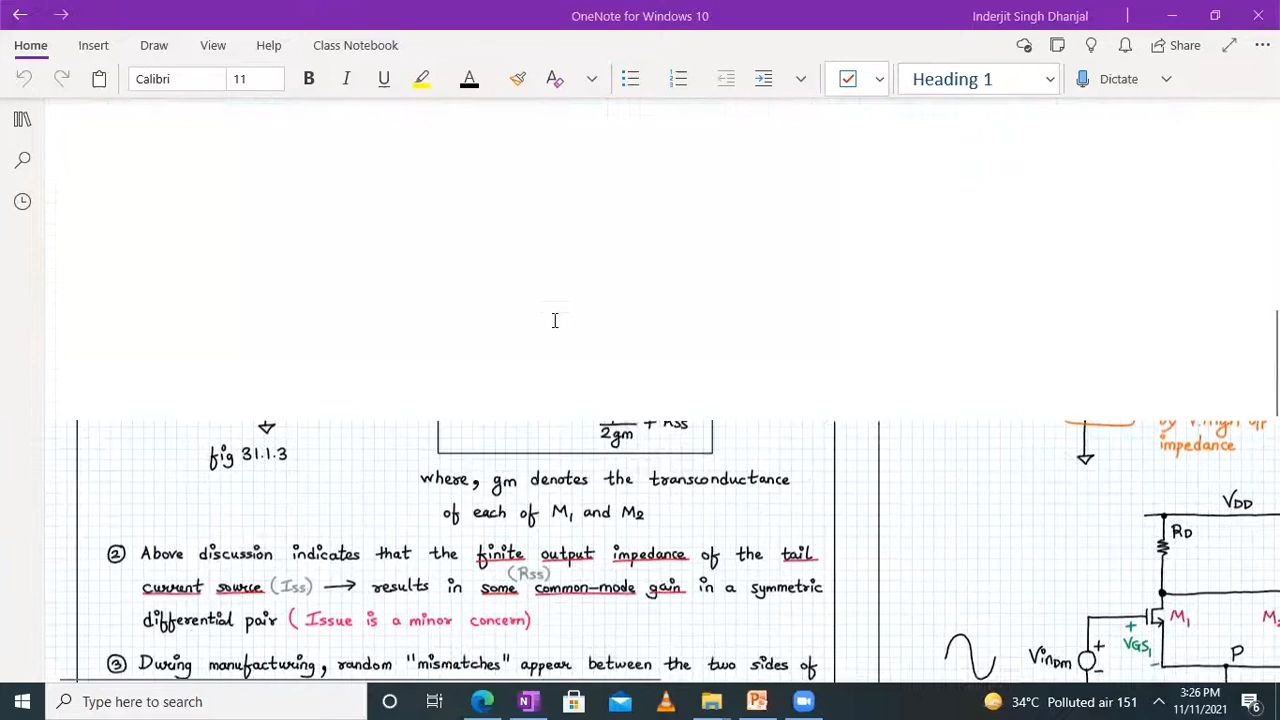 OneNote for Windows 10
Inderjit Singh Dhanjal
Home Insert Draw View Help Class Notebook
Share
Calibri 11 B I U A Heading 1 Dictate
2gm + Rss
fig 31.1.3
where, gm denotes the transconductance
of each of M1 and M2
② Above discussion indicates that the finite output impedance of the tail
(Rss)
current source (Iss) → results in some common-mode gain in a symmetric
differential pair ( Issue is a minor concern)
③ During manufacturing, random "mismatches" appear between the two sides of
impedance
VDD
RD
M1
+
VGS1
-
P
VinDM
+
-
Type here to search
34°C Polluted air 151
3:26 PM
11/11/2021
6